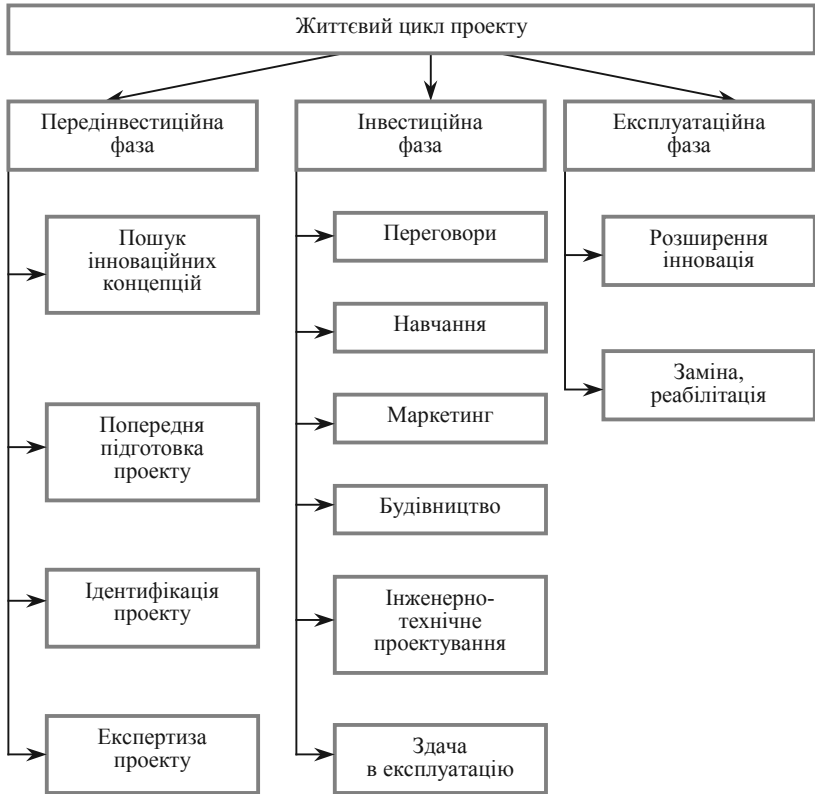 Життєвий цикл проекту
Передінвестиційна
фаза
Пошук
інноваційних
концепцій
Попередня
підготовка
проекту
Ідентифікація
проекту
Експертиза
проекту
Інвестиційна
фаза
Переговори
Навчання
Маркетинг
Будівництво
Інженерно-
технічне
проектування
Здача
в експлуатацію
Експлуатаційна
фаза
Розширення
інновація
Заміна,
реабілітація